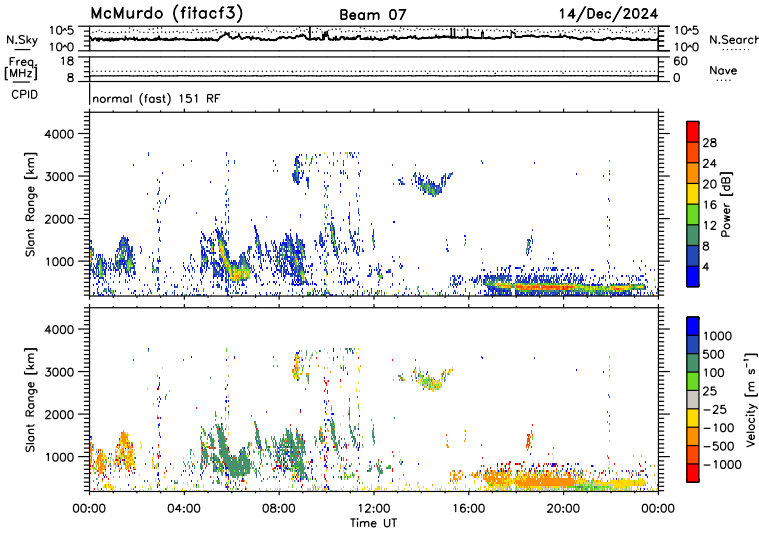 McMurdo (fitacf3) Beam 07 14/Dec/2024
N.Sky 10^5 10^0 10^5 10^0 N.Search
Freq. [MHz] 18 8 60 0 Nave
CPID normal (fast) 151 RF
Slant Range [km] 4000 3000 2000 1000
Power [dB] 28 24 20 16 12 8 4
Slant Range [km] 4000 3000 2000 1000
Velocity [m s⁻¹] 1000 500 100 25 −25 −100 −500 −1000
00:00 04:00 08:00 12:00 16:00 20:00 00:00
Time UT